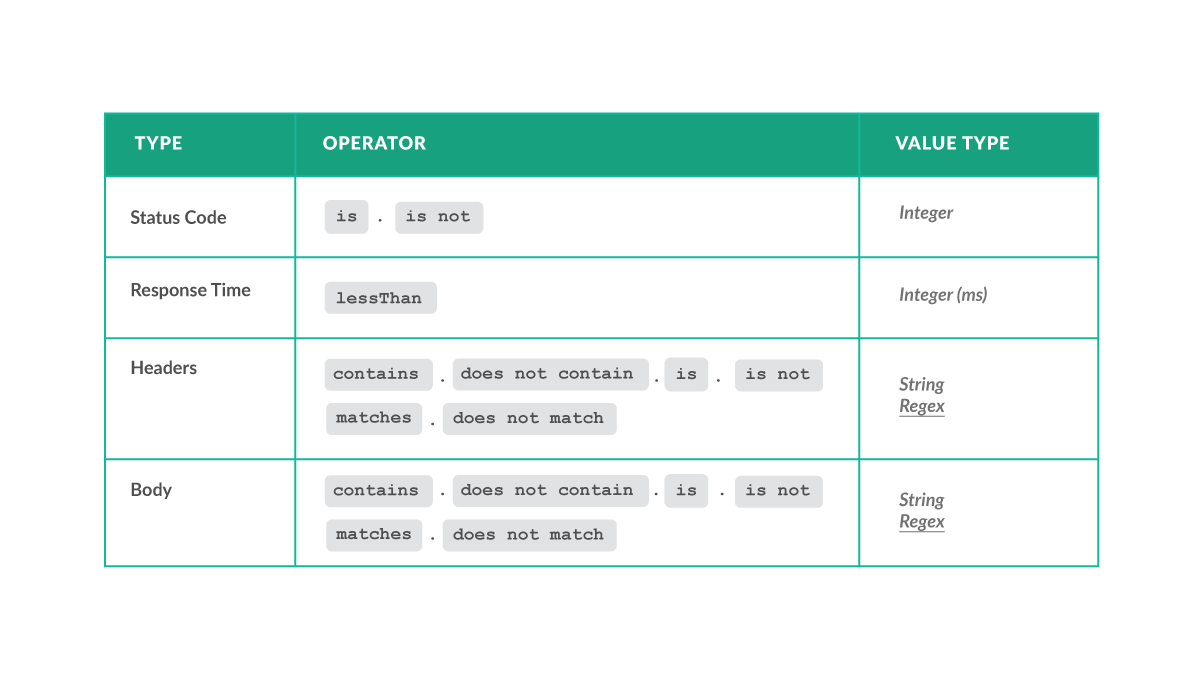 TYPE OPERATOR VALUE TYPE
Status Code is . is not Integer
Response Time lessThan Integer (ms)
Headers contains . does not contain . is . is not String
matches . does not match Regex
Body contains . does not contain . is . is not String
matches . does not match Regex